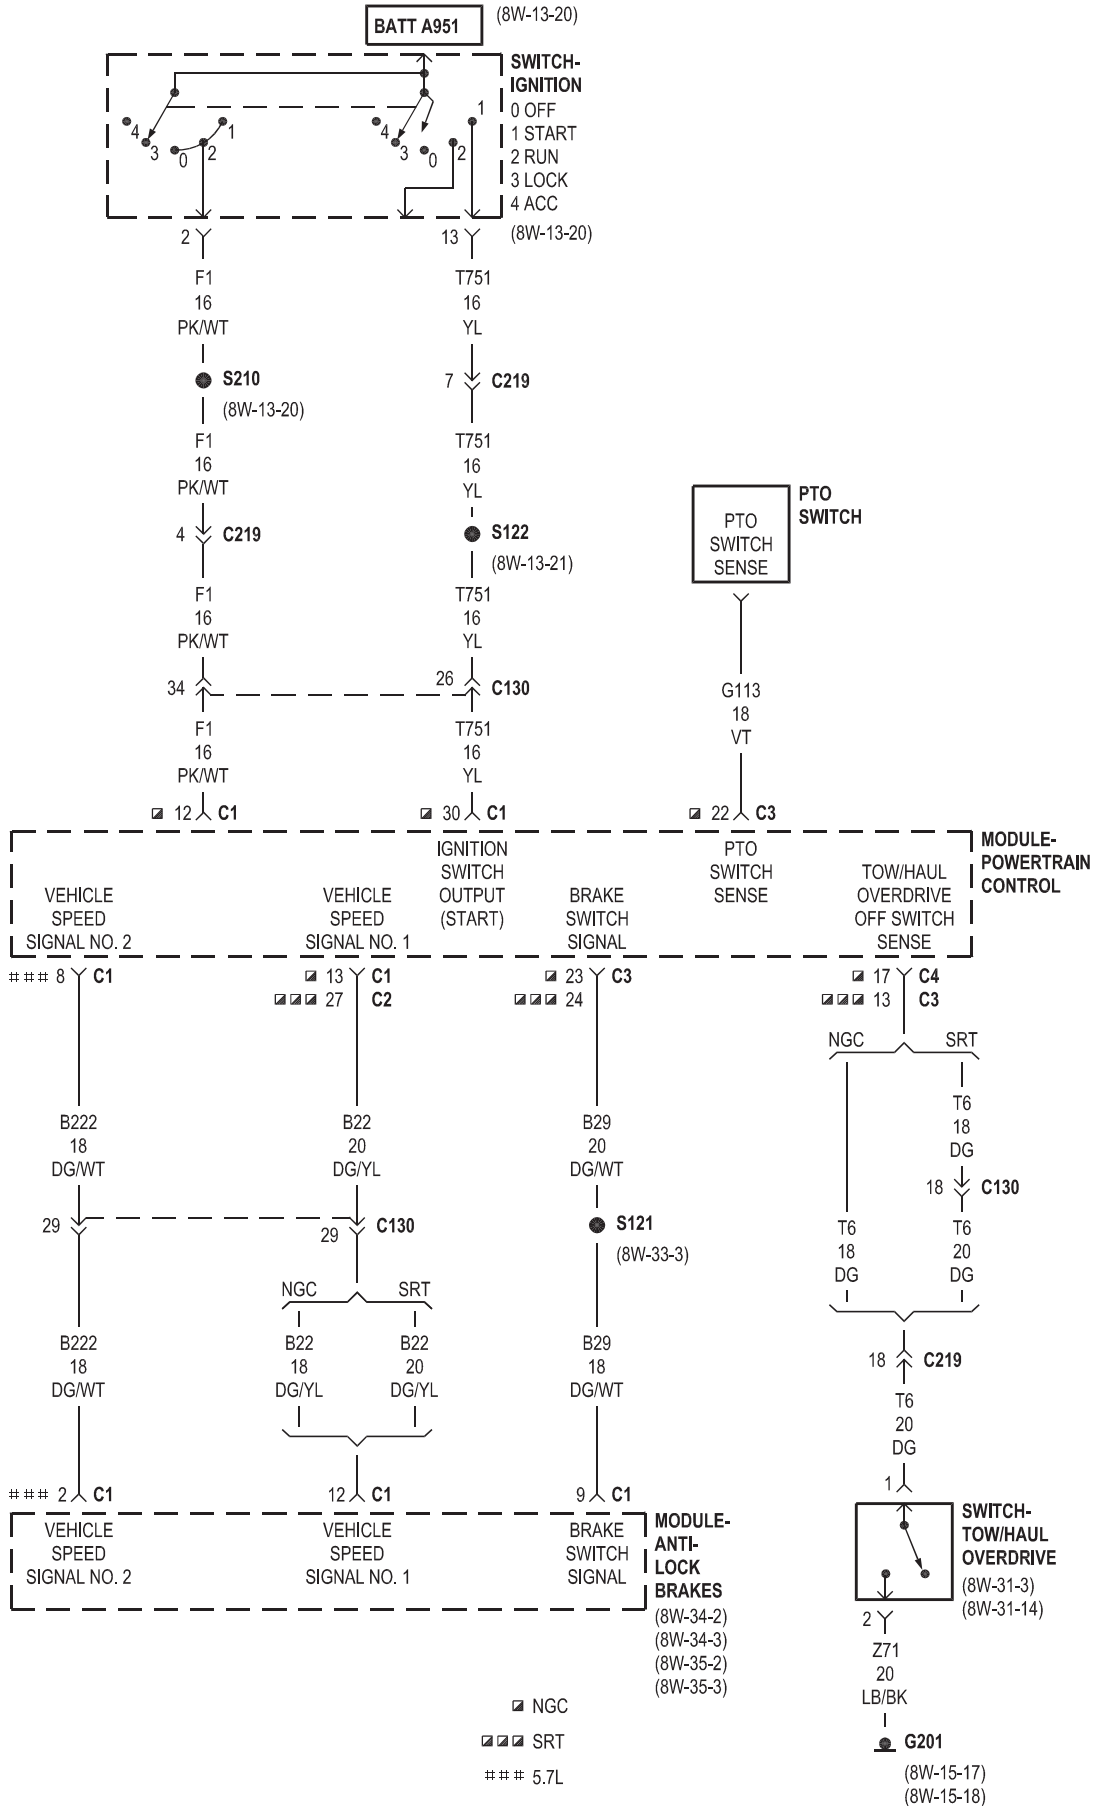 BATT A951
(8W-13-20)
SWITCH-
IGNITION
0 OFF
1 START
2 RUN
3 LOCK
4 ACC
(8W-13-20)
4
3
0
2
1
4
3
0
2
1
2
13
F1
16
PK/WT
T751
16
YL
S210
(8W-13-20)
7
C219
F1
16
PK/WT
T751
16
YL
4
C219
S122
(8W-13-21)
PTO
SWITCH
SENSE
PTO
SWITCH
F1
16
PK/WT
T751
16
YL
34
26
C130
G113
18
VT
F1
16
PK/WT
T751
16
YL
12
C1
30
C1
22
C3
MODULE-
POWERTRAIN
CONTROL
VEHICLE
SPEED
SIGNAL NO. 2
VEHICLE
SPEED
SIGNAL NO. 1
IGNITION
SWITCH
OUTPUT
(START)
BRAKE
SWITCH
SIGNAL
PTO
SWITCH
SENSE
TOW/HAUL
OVERDRIVE
OFF SWITCH
SENSE
### 8
C1
13
C1
27
C2
23
C3
24
17
C4
13
C3
NGC
SRT
B222
18
DG/WT
B22
20
DG/YL
B29
20
DG/WT
T6
18
DG
18
C130
29
29
C130
S121
(8W-33-3)
T6
18
DG
T6
20
DG
NGC
SRT
B222
18
DG/WT
B22
18
DG/YL
B22
20
DG/YL
B29
18
DG/WT
18
C219
T6
20
DG
1
### 2
C1
12
C1
9
C1
VEHICLE
SPEED
SIGNAL NO. 2
VEHICLE
SPEED
SIGNAL NO. 1
BRAKE
SWITCH
SIGNAL
MODULE-
ANTI-
LOCK
BRAKES
(8W-34-2)
(8W-34-3)
(8W-35-2)
(8W-35-3)
SWITCH-
TOW/HAUL
OVERDRIVE
(8W-31-3)
(8W-31-14)
2
Z71
20
LB/BK
G201
(8W-15-17)
(8W-15-18)
NGC
SRT
### 5.7L